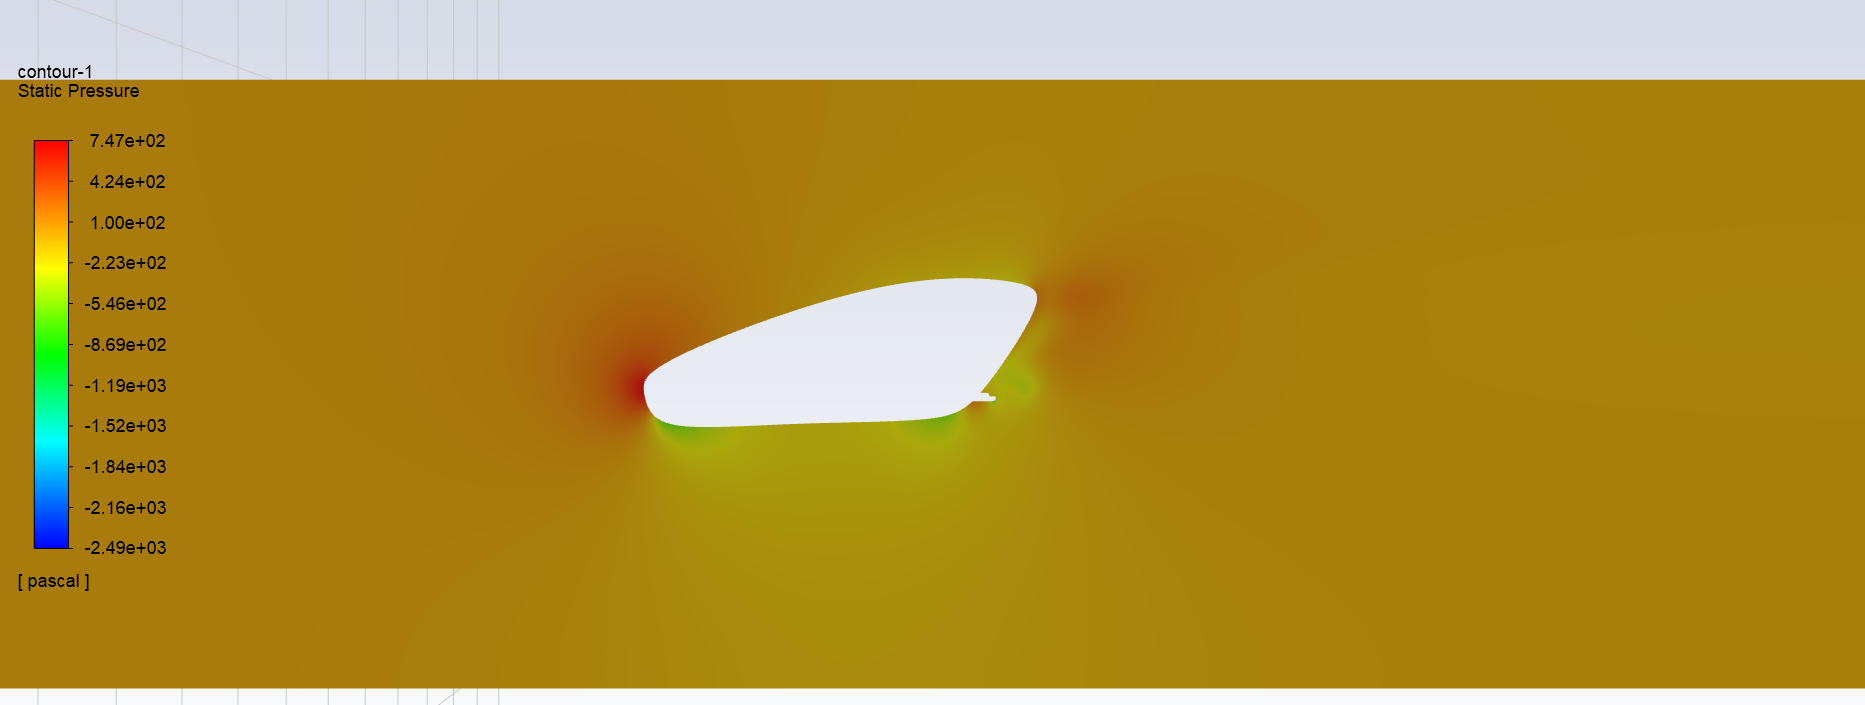 contour-1
Static Pressure
7.47e+02
4.24e+02
1.00e+02
-2.23e+02
-5.46e+02
-8.69e+02
-1.19e+03
-1.52e+03
-1.84e+03
-2.16e+03
-2.49e+03
[ pascal ]